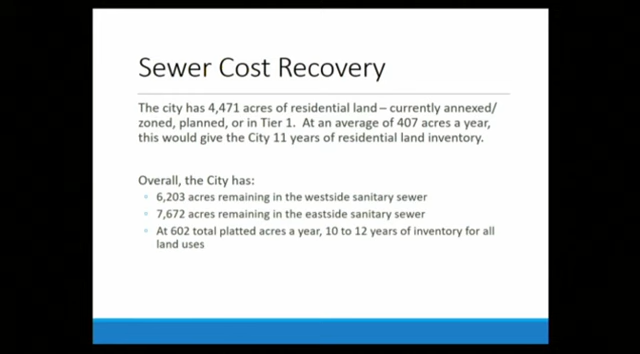 Sewer Cost Recovery
The city has 4,471 acres of residential land – currently annexed/
zoned, planned, or in Tier 1.  At an average of 407 acres a year,
this would give the City 11 years of residential land inventory.
Overall, the City has:
◦ 6,203 acres remaining in the westside sanitary sewer
◦ 7,672 acres remaining in the eastside sanitary sewer
◦ At 602 total platted acres a year, 10 to 12 years of inventory for all
land uses